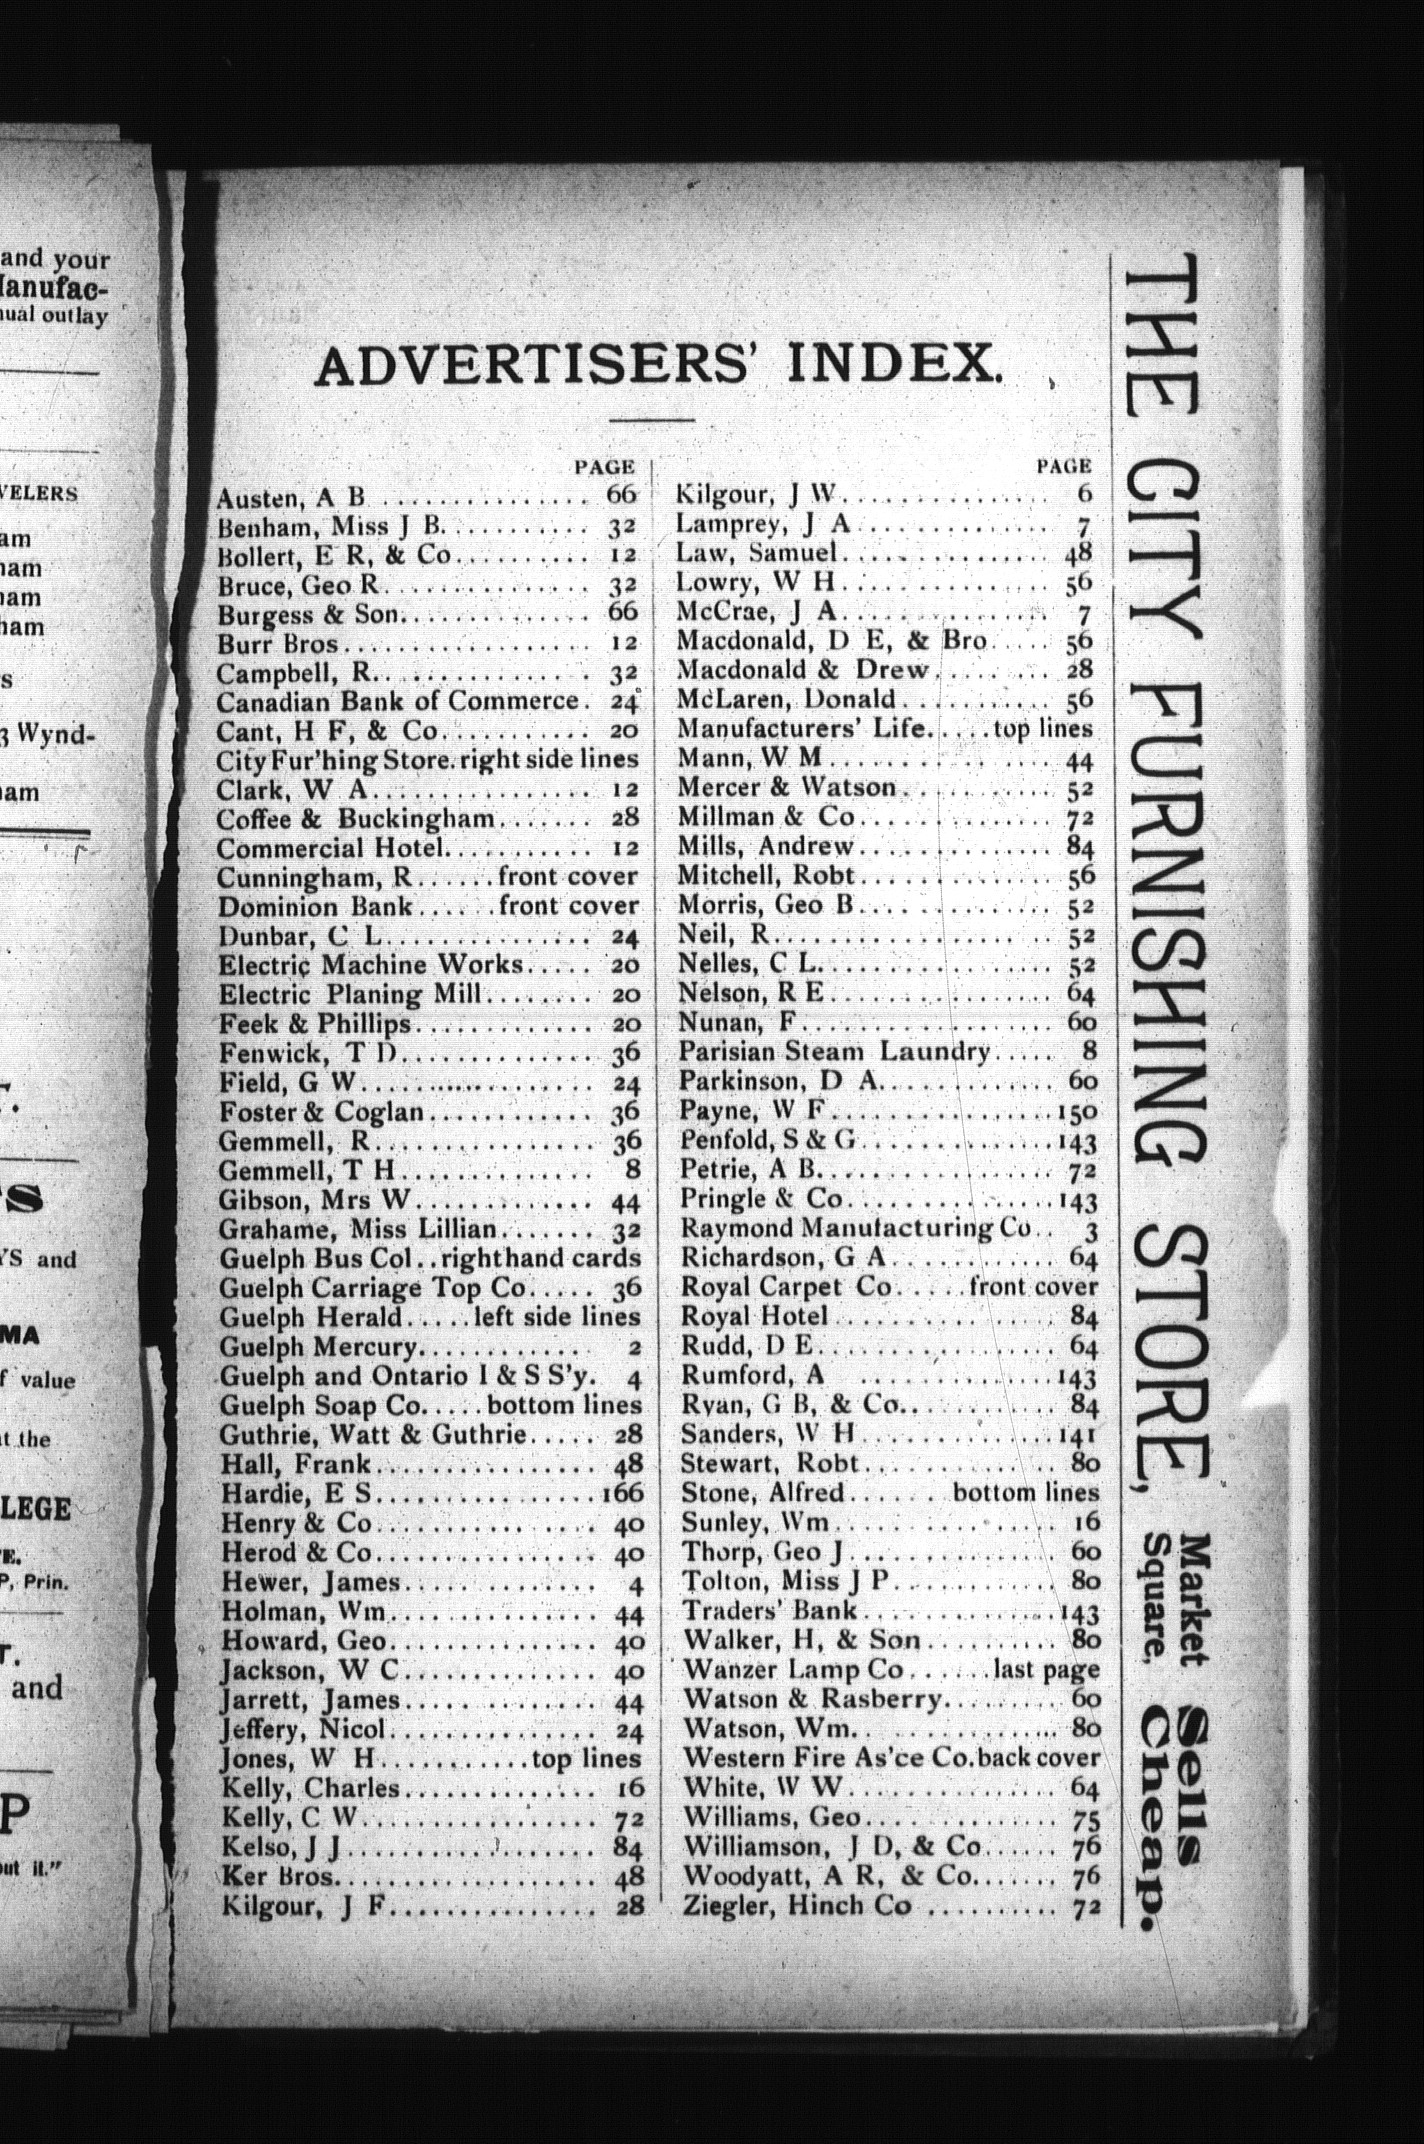 and your
nual outlay
VELERS
3 Wynd-
YS and
MA
f value
at the
LEGE
P, Prin.
and
P
out it."
ADVERTISERS' INDEX.
PAGE
Austen, A B ............... 66
Benham, Miss J B........... 32
Bollert, E R, & Co.......... 12
Bruce, Geo R............... 32
Burgess & Son.............. 66
Burr Bros.................. 12
Campbell, R................ 32
Canadian Bank of Commerce. 24
Cant, H F, & Co............ 20
City Fur'hing Store. right side lines
Clark, W A................ 12
Coffee & Buckingham....... 28
Commercial Hotel........... 12
Cunningham, R......front cover
Dominion Bank......front cover
Dunbar, C L............... 24
Electric Machine Works..... 20
Electric Planing Mill........ 20
Feek & Phillips............. 20
Fenwick, T D.............. 36
Field, G W................. 24
Foster & Coglan............ 36
Gemmell, R................ 36
Gemmell, T H.............. 8
Gibson, Mrs W............. 44
Grahame, Miss Lillian....... 32
Guelph Bus Col..righthand cards
Guelph Carriage Top Co..... 36
Guelph Herald.....left side lines
Guelph Mercury............ 2
Guelph and Ontario I & S S'y. 4
Guelph Soap Co.....bottom lines
Guthrie, Watt & Guthrie..... 28
Hall, Frank................ 48
Hardie, E S................166
Henry & Co............... 40
Herod & Co............... 40
Hewer, James.............. 4
Holman, Wm............... 44
Howard, Geo............... 40
Jackson, W C.............. 40
Jarrett, James.............. 44
Jeffery, Nicol............... 24
Jones, W H...........top lines
Kelly, Charles.............. 16
Kelly, C W................. 72
Kelso, J J.................. 84
Ker Bros................... 48
Kilgour, J F............... 28
PAGE
Kilgour, J W............... 6
Lamprey, J A.............. 7
Law, Samuel............... 48
Lowry, W H............... 56
McCrae, J A............... 7
Macdonald, D E, & Bro..... 56
Macdonald & Drew......... 28
McLaren, Donald........... 56
Manufacturers' Life.....top lines
Mann, W M................ 44
Mercer & Watson........... 52
Millman & Co.............. 72
Mills, Andrew.............. 84
Mitchell, Robt.............. 56
Morris, Geo B.............. 52
Neil, R.................... 52
Nelles, C L................. 52
Nelson, R E................ 64
Nunan, F.................. 60
Parisian Steam Laundry..... 8
Parkinson, D A............. 60
Payne, W F................150
Penfold, S & G..............143
Petrie, A B................. 72
Pringle & Co...............143
Raymond Manufacturing Co.. 3
Richardson, G A............ 64
Royal Carpet Co.....front cover
Royal Hotel................ 84
Rudd, D E................. 64
Rumford, A ..............143
Ryan, G B, & Co........... 84
Sanders, W H..............141
Stewart, Robt.............. 80
Stone, Alfred.......bottom lines
Sunley, Wm................ 16
Thorp, Geo J............... 60
Tolton, Miss J P............ 80
Traders' Bank..............143
Walker, H, & Son .......... 80
Wanzer Lamp Co......last page
Watson & Rasberry......... 60
Watson, Wm............... 80
Western Fire As'ce Co.back cover
White, W W............... 64
Williams, Geo.............. 75
Williamson, J D, & Co...... 76
Woodyatt, A R, & Co....... 76
Ziegler, Hinch Co .......... 72
THE CITY FURNISHING STORE,
Market
Square,
Sells
Cheap.